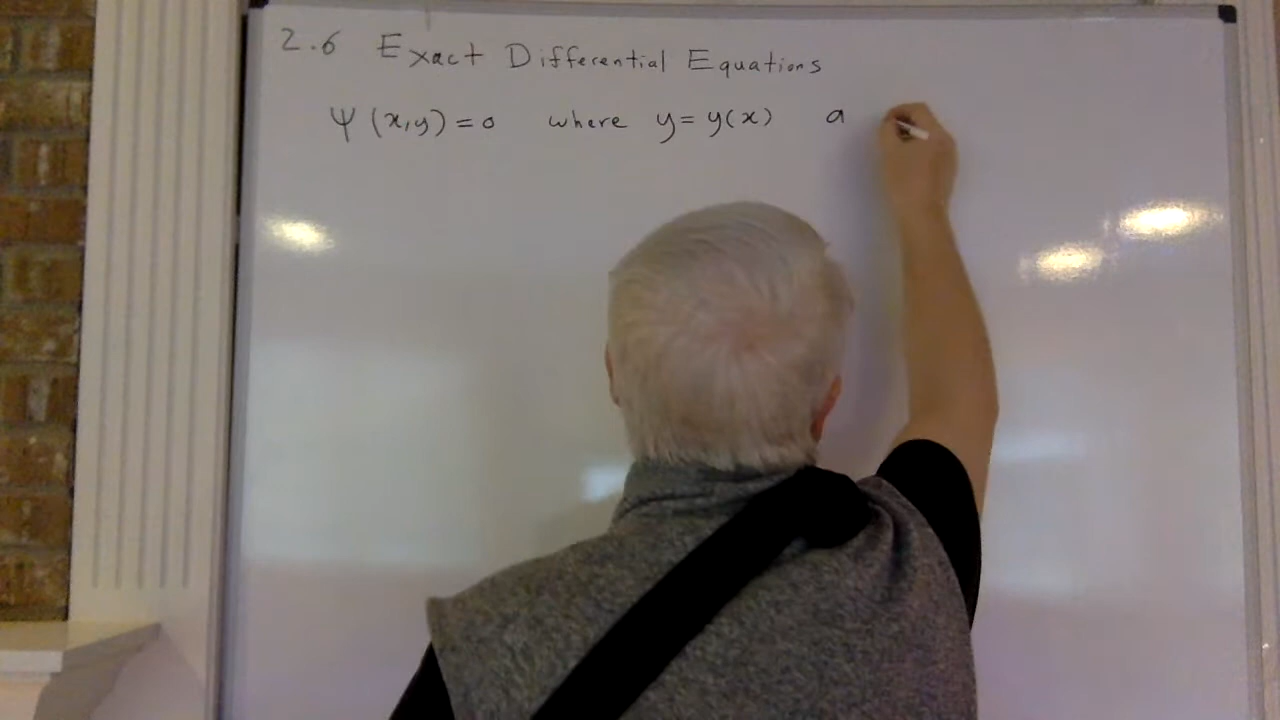 2.6 Exact Differential Equations
Ψ(x,y)=0 where y=y(x) a